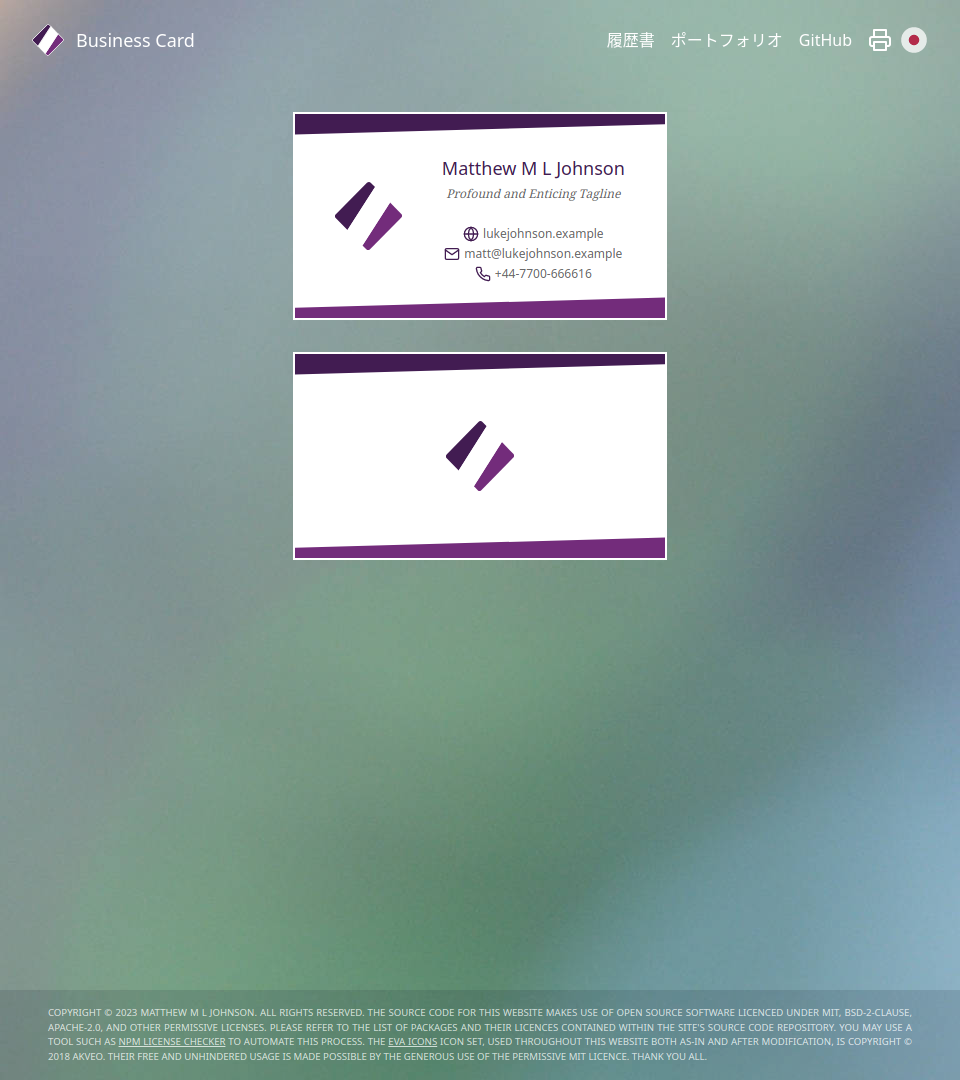 Business Card
履歴書 ポートフォリオ GitHub
Matthew M L Johnson
Profound and Enticing Tagline
lukejohnson.example
matt@lukejohnson.example
+44-7700-666616
COPYRIGHT © 2023 MATTHEW M L JOHNSON. ALL RIGHTS RESERVED. THE SOURCE CODE FOR THIS WEBSITE MAKES USE OF OPEN SOURCE SOFTWARE LICENCED UNDER MIT, BSD-2-CLAUSE,
APACHE-2.0, AND OTHER PERMISSIVE LICENSES. PLEASE REFER TO THE LIST OF PACKAGES AND THEIR LICENCES CONTAINED WITHIN THE SITE'S SOURCE CODE REPOSITORY. YOU MAY USE A
TOOL SUCH AS NPM LICENSE CHECKER TO AUTOMATE THIS PROCESS. THE EVA ICONS ICON SET, USED THROUGHOUT THIS WEBSITE BOTH AS-IN AND AFTER MODIFICATION, IS COPYRIGHT ©
2018 AKVEO. THEIR FREE AND UNHINDERED USAGE IS MADE POSSIBLE BY THE GENEROUS USE OF THE PERMISSIVE MIT LICENCE. THANK YOU ALL.